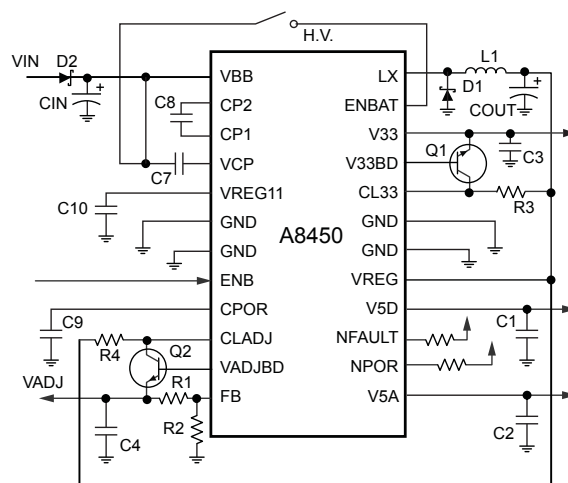 H.V.
VIN
D2
CIN
+
C8
C7
C10
C9
R4
Q2
VADJ
R1
R2
C4
VBB
CP2
CP1
VCP
VREG11
GND
GND
ENB
CPOR
CLADJ
VADJBD
FB
A8450
LX
ENBAT
V33
V33BD
CL33
GND
GND
VREG
V5D
NFAULT
NPOR
V5A
L1
D1
+
COUT
Q1
C3
R3
C1
C2